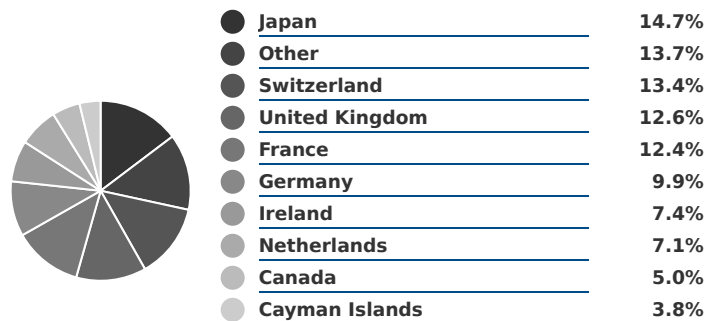 Japan 14.7%
Other 13.7%
Switzerland 13.4%
United Kingdom 12.6%
France 12.4%
Germany 9.9%
Ireland 7.4%
Netherlands 7.1%
Canada 5.0%
Cayman Islands 3.8%